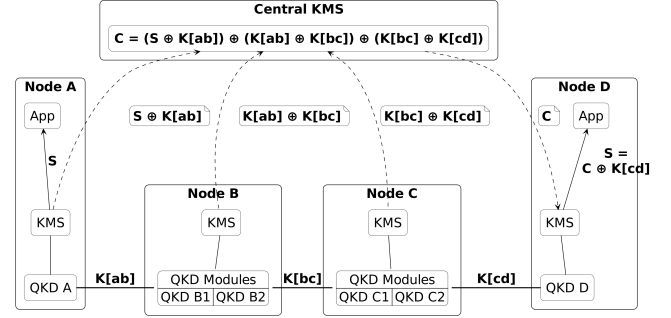 Central KMS
C = (S ⊕ K[ab]) ⊕ (K[ab] ⊕ K[bc]) ⊕ (K[bc] ⊕ K[cd])
Node A
Node D
App
S ⊕ K[ab]
K[ab] ⊕ K[bc]
K[bc] ⊕ K[cd]
C
App
S
S =
C ⊕ K[cd]
Node B
Node C
KMS
KMS
KMS
KMS
QKD A
K[ab]
QKD Modules
QKD B1
QKD B2
K[bc]
QKD Modules
QKD C1
QKD C2
K[cd]
QKD D